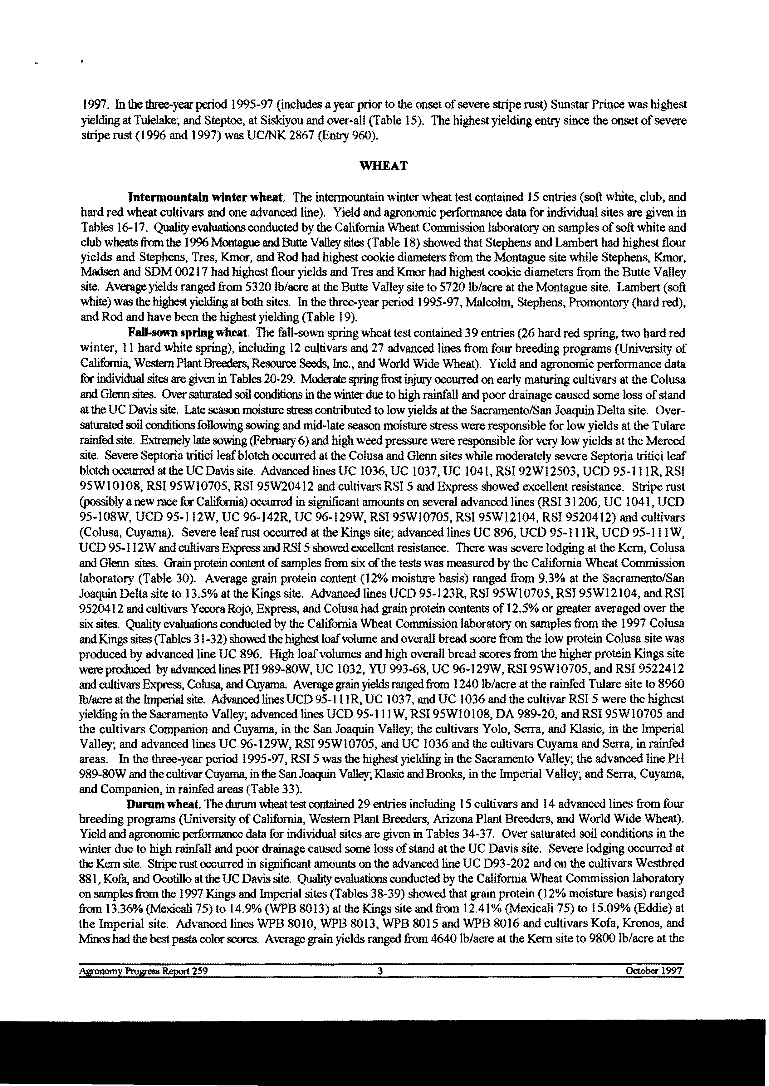 1997. In the three-year period 1995-97 (includes a year prior to the onset of severe stripe rust) Sunstar Prince was highest
yielding at Tulelake; and Steptoe, at Siskiyou and over-all (Table 15). The highest yielding entry since the onset of severe
stripe rust (1996 and 1997) was UC/NK 2867 (Entry 960).
WHEAT
Intermountain winter wheat. The intermountain winter wheat test contained 15 entries (soft white, club, and
hard red wheat cultivars and one advanced line). Yield and agronomic performance data for individual sites are given in
Tables 16-17. Quality evaluations conducted by the California Wheat Commission laboratory on samples of soft white and
club wheats from the 1996 Montague and Butte Valley sites (Table 18) showed that Stephens and Lambert had highest flour
yields and Stephens, Tres, Kmor, and Rod had highest cookie diameters from the Montague site while Stephens, Kmor,
Madsen and SDM 00217 had highest flour yields and Tres and Kmor had highest cookie diameters from the Butte Valley
site. Average yields ranged from 5320 lb/acre at the Butte Valley site to 5720 lb/acre at the Montague site. Lambert (soft
white) was the highest yielding at both sites. In the three-year period 1995-97, Malcolm, Stephens, Promontory (hard red),
and Rod and have been the highest yielding (Table 19).
Fall-sown spring wheat. The fall-sown spring wheat test contained 39 entries (26 hard red spring, two hard red
winter, 11 hard white spring), including 12 cultivars and 27 advanced lines from four breeding programs (University of
California, Western Plant Breeders, Resource Seeds, Inc., and World Wide Wheat). Yield and agronomic performance data
for individual sites are given in Tables 20-29. Moderate spring frost injury occurred on early maturing cultivars at the Colusa
and Glenn sites. Over saturated soil conditions in the winter due to high rainfall and poor drainage caused some loss of stand
at the UC Davis site. Late season moisture stress contributed to low yields at the Sacramento/San Joaquin Delta site. Over-
saturated soil conditions following sowing and mid-late season moisture stress were responsible for low yields at the Tulare
rainfed site. Extremely late sowing (February 6) and high weed pressure were responsible for very low yields at the Merced
site. Severe Septoria tritici leaf blotch occurred at the Colusa and Glenn sites while moderately severe Septoria tritici leaf
blotch occurred at the UC Davis site. Advanced lines UC 1036, UC 1037, UC 1041, RSI 92W12503, UCD 95-111R, RSI
95W10108, RSI 95W10705, RSI 95W20412 and cultivars RSI 5 and Express showed excellent resistance. Stripe rust
(possibly a new race for California) occurred in significant amounts on several advanced lines (RSI 31206, UC 1041, UCD
95-108W, UCD 95-112W, UC 96-142R, UC 96-129W, RSI 95W10705, RSI 95W12104, RSI 9520412) and cultivars
(Colusa, Cuyama). Severe leaf rust occurred at the Kings site; advanced lines UC 896, UCD 95-111R, UCD 95-111W,
UCD 95-112W and cultivars Express and RSI 5 showed excellent resistance. There was severe lodging at the Kern, Colusa
and Glenn sites. Grain protein content of samples from six of the tests was measured by the California Wheat Commission
laboratory (Table 30). Average grain protein content (12% moisture basis) ranged from 9.3% at the Sacramento/San
Joaquin Delta site to 13.5% at the Kings site. Advanced lines UCD 95-123R, RSI 95W10705, RSI 95W12104, and RSI
9520412 and cultivars Yecora Rojo, Express, and Colusa had grain protein contents of 12.5% or greater averaged over the
six sites. Quality evaluations conducted by the California Wheat Commission laboratory on samples from the 1997 Colusa
and Kings sites (Tables 31-32) showed the highest loaf volume and overall bread score from the low protein Colusa site was
produced by advanced line UC 896. High loaf volumes and high overall bread scores from the higher protein Kings site
were produced by advanced lines PH 989-80W, UC 1032, YU 993-68, UC 96-129W, RSI 95W10705, and RSI 9522412
and cultivars Express, Colusa, and Cuyama. Average grain yields ranged from 1240 lb/acre at the rainfed Tulare site to 8960
lb/acre at the Imperial site. Advanced lines UCD 95-111R, UC 1037, and UC 1036 and the cultivar RSI 5 were the highest
yielding in the Sacramento Valley; advanced lines UCD 95-111W, RSI 95W10108, DA 989-20, and RSI 95W10705 and
the cultivars Companion and Cuyama, in the San Joaquin Valley; the cultivars Yolo, Serra, and Klasic, in the Imperial
Valley; and advanced lines UC 96-129W, RSI 95W10705, and UC 1036 and the cultivars Cuyama and Serra, in rainfed
areas. In the three-year period 1995-97, RSI 5 was the highest yielding in the Sacramento Valley; the advanced line PH
989-80W and the cultivar Cuyama, in the San Joaquin Valley; Klasic and Brooks, in the Imperial Valley; and Serra, Cuyama,
and Companion, in rainfed areas (Table 33).
Durum wheat. The durum wheat test contained 29 entries including 15 cultivars and 14 advanced lines from four
breeding programs (University of California, Western Plant Breeders, Arizona Plant Breeders, and World Wide Wheat).
Yield and agronomic performance data for individual sites are given in Tables 34-37. Over saturated soil conditions in the
winter due to high rainfall and poor drainage caused some loss of stand at the UC Davis site. Severe lodging occurred at
the Kern site. Stripe rust occurred in significant amounts on the advanced line UC D93-202 and on the cultivars Westbred
881, Kofa, and Ocotillo at the UC Davis site. Quality evaluations conducted by the California Wheat Commission laboratory
on samples from the 1997 Kings and Imperial sites (Tables 38-39) showed that grain protein (12% moisture basis) ranged
from 13.36% (Mexicali 75) to 14.9% (WPB 8013) at the Kings site and from 12.41% (Mexicali 75) to 15.09% (Eddie) at
the Imperial site. Advanced lines WPB 8010, WPB 8013, WPB 8015 and WPB 8016 and cultivars Kofa, Kronos, and
Minos had the best pasta color scores. Average grain yields ranged from 4640 lb/acre at the Kern site to 9800 lb/acre at the
Agronomy Progress Report 259 3 October 1997